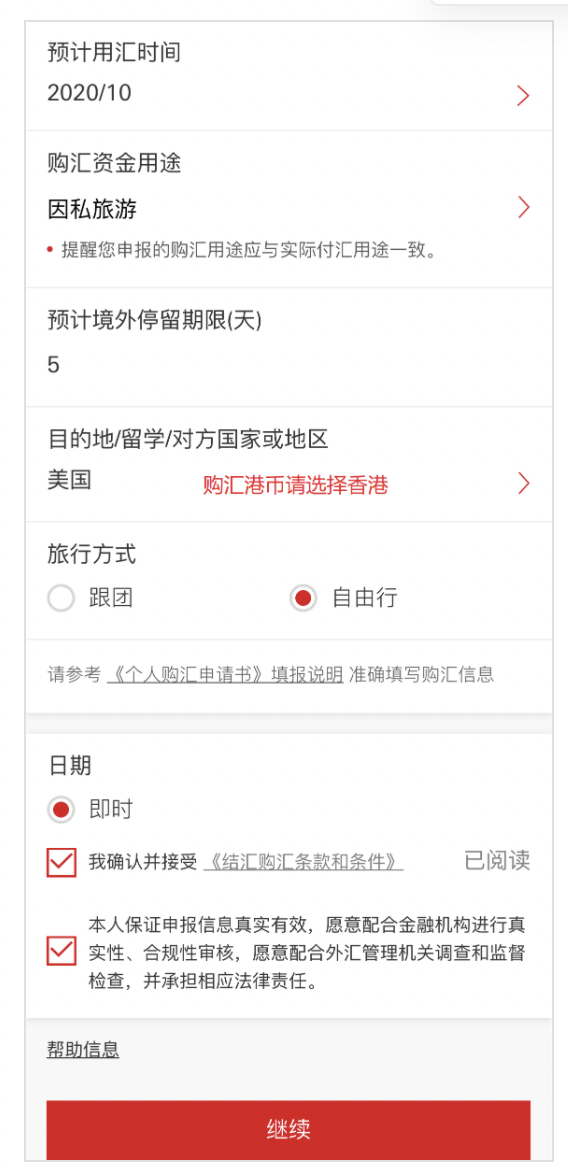 预计用汇时间
2020/10
购汇资金用途
因私旅游
• 提醒您申报的购汇用途应与实际付汇用途一致。
预计境外停留期限(天)
5
目的地/留学/对方国家或地区
美国 购汇港币请选择香港
旅行方式
跟团 自由行
请参考 《个人购汇申请书》填报说明 准确填写购汇信息
日期
即时
我确认并接受 《结汇购汇条款和条件》 已阅读
本人保证申报信息真实有效，愿意配合金融机构进行真
实性、合规性审核，愿意配合外汇管理机关调查和监督
检查，并承担相应法律责任。
帮助信息
继续